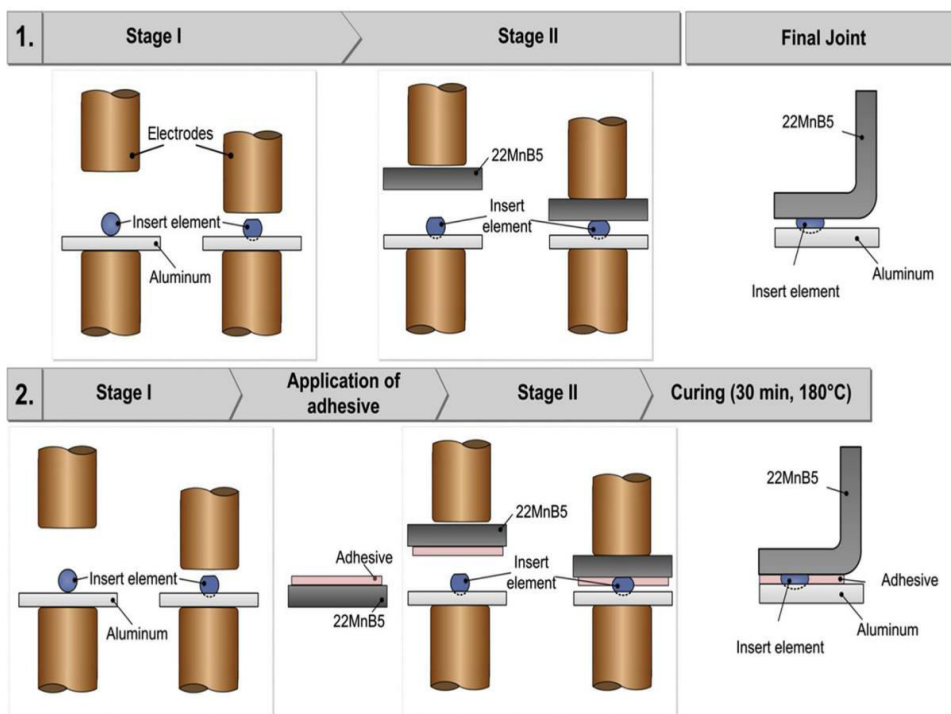 1.
Stage I
Stage II
Final Joint
Electrodes
Insert element
Aluminum
22MnB5
Insert
element
22MnB5
Insert element
Aluminum
2.
Stage I
Application of
adhesive
Stage II
Curing (30 min, 180°C)
Insert element
Aluminum
Adhesive
22MnB5
22MnB5
Insert
element
22MnB5
Adhesive
Aluminum
Insert element